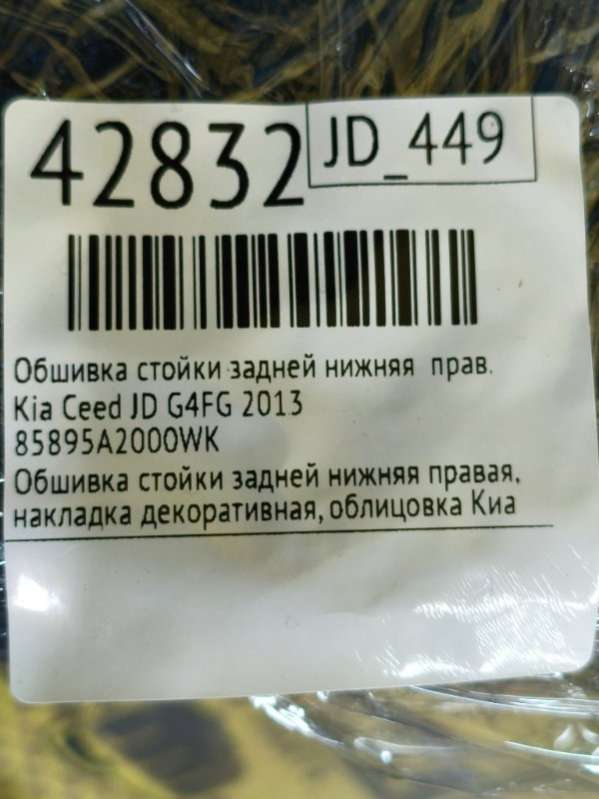 42832
JD_449
Обшивка стойки задней нижняя прав.
Kia Ceed JD G4FG 2013
85895A2000WK
Обшивка стойки задней нижняя правая,
накладка декоративная, облицовка Киа